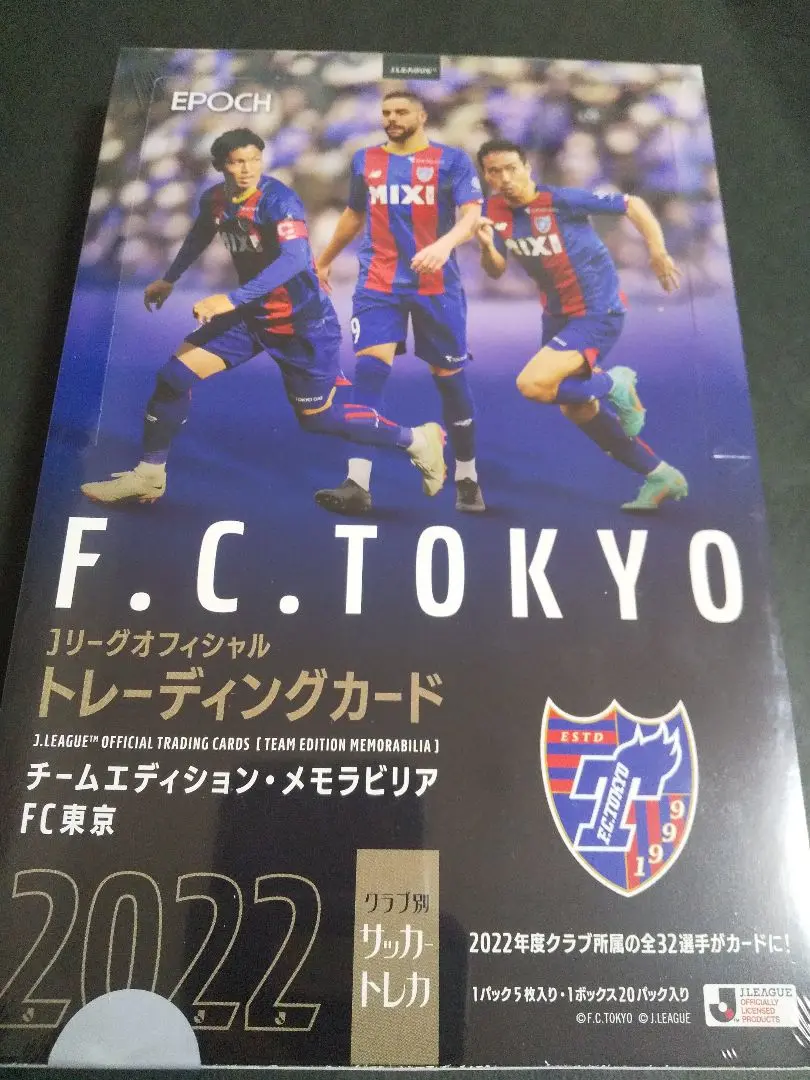 J.LEAGUE™
EPOCH
MIXI
MIXI
MIXI
9
F.C.TOKYO
Jリーグオフィシャル
トレーディングカード
J.LEAGUE™ OFFICIAL TRADING CARDS [TEAM EDITION MEMORABILIA]
チームエディション・メモラビリア
FC東京
ESTD
F.C.TOKYO
1999
2022
クラブ別
サッカー
トレカ
2022年度クラブ所属の全32選手がカードに!
1パック5枚入り・1ボックス20パック入り
©F.C.TOKYO ©J.LEAGUE
J.LEAGUE
OFFICIALLY
LICENSED
PRODUCTS